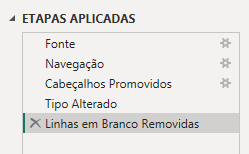 ETAPAS APLICADAS
Fonte
Navegação
Cabeçalhos Promovidos
Tipo Alterado
Linhas em Branco Removidas